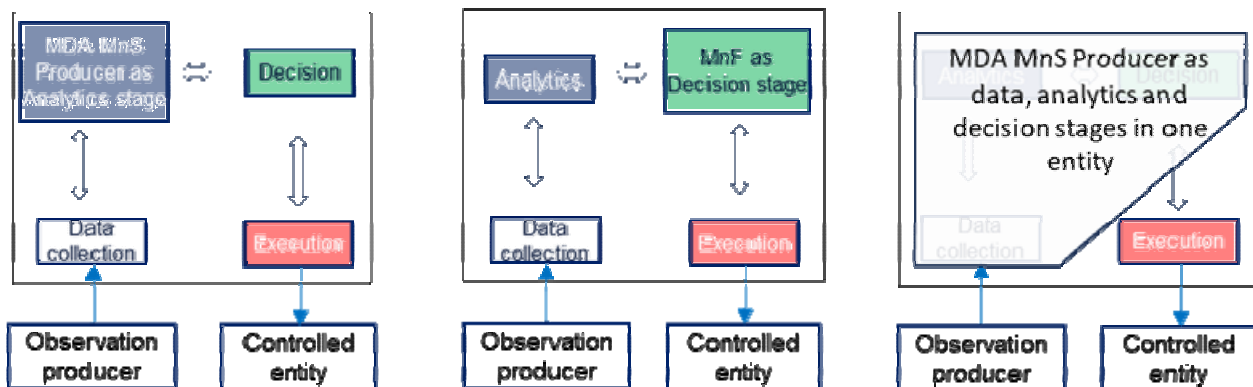 MDA MnS
Producer as
Analytics stage
Decision
Data
collection
Execution
Observation
producer
Controlled
entity
Analytics
MnF as
Decision stage
Data
collection
Execution
Observation
producer
Controlled
entity
MDA MnS Producer as
data, analytics and
decision stages in one
entity
Analytics
Decision
Data
collection
Execution
Observation
producer
Controlled
entity